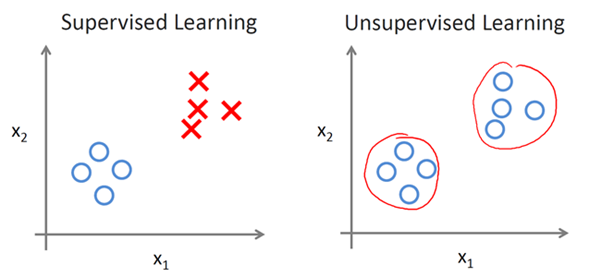 Supervised Learning
x2
x1
Unsupervised Learning
x2
x1